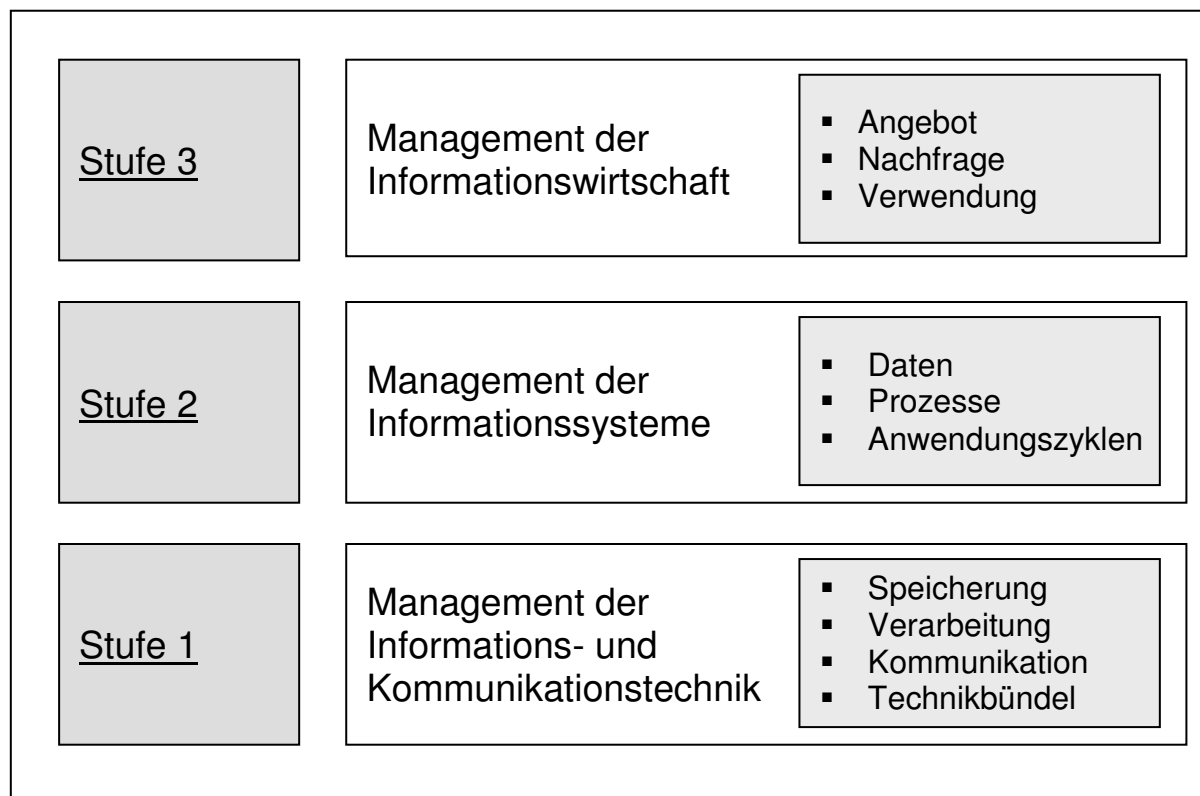 Stufe 3
Management der
Informationswirtschaft
▪ Angebot
▪ Nachfrage
▪ Verwendung
Stufe 2
Management der
Informationssysteme
▪ Daten
▪ Prozesse
▪ Anwendungszyklen
Stufe 1
Management der
Informations- und
Kommunikationstechnik
▪ Speicherung
▪ Verarbeitung
▪ Kommunikation
▪ Technikbündel